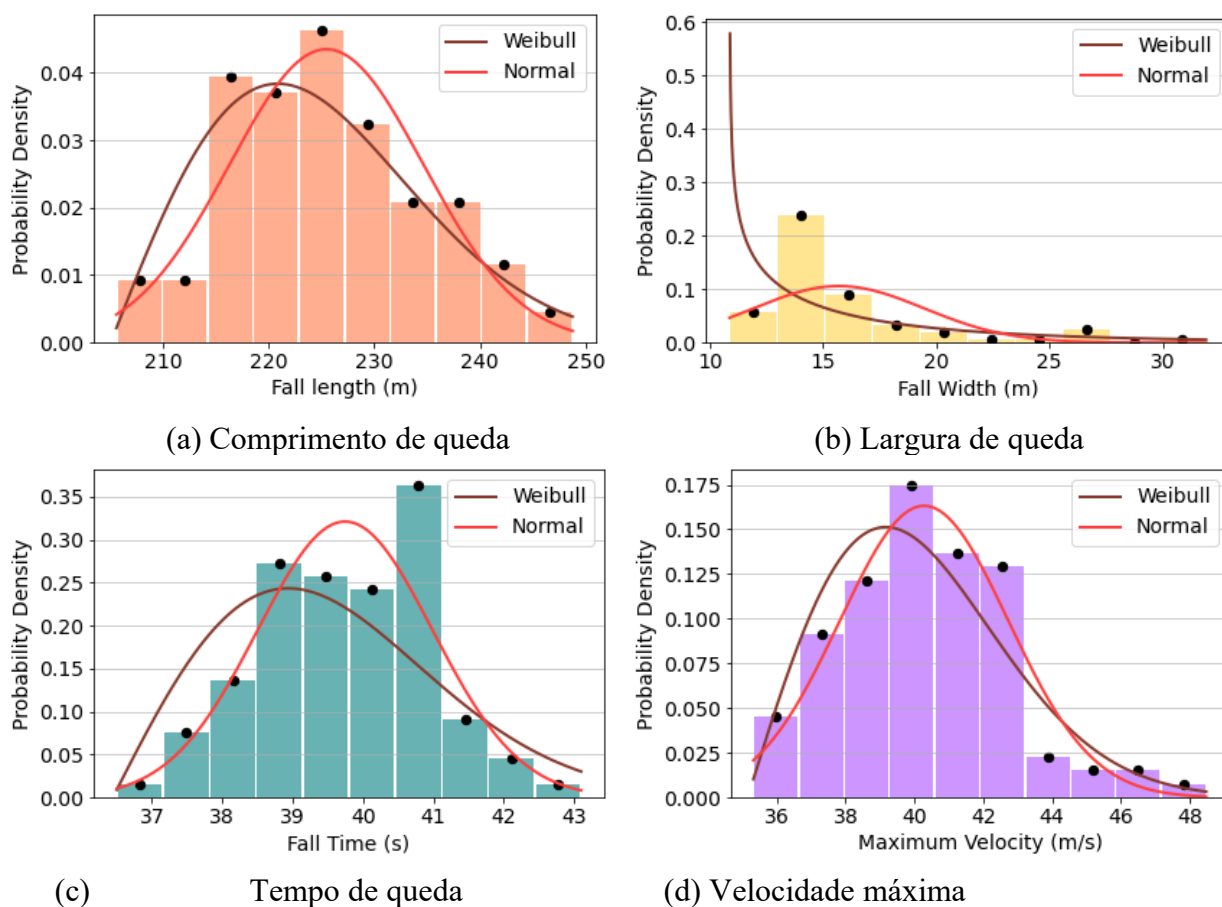 Probability Density
0.04
0.03
0.02
0.01
0.00
Weibull
Normal
210 220 230 240 250
Fall length (m)
(a) Comprimento de queda
Probability Density
0.6
0.5
0.4
0.3
0.2
0.1
0.0
Weibull
Normal
10 15 20 25 30
Fall Width (m)
(b) Largura de queda
Probability Density
0.35
0.30
0.25
0.20
0.15
0.10
0.05
0.00
Weibull
Normal
37 38 39 40 41 42 43
Fall Time (s)
(c) Tempo de queda
Probability Density
0.175
0.150
0.125
0.100
0.075
0.050
0.025
0.000
Weibull
Normal
36 38 40 42 44 46 48
Maximum Velocity (m/s)
(d) Velocidade máxima